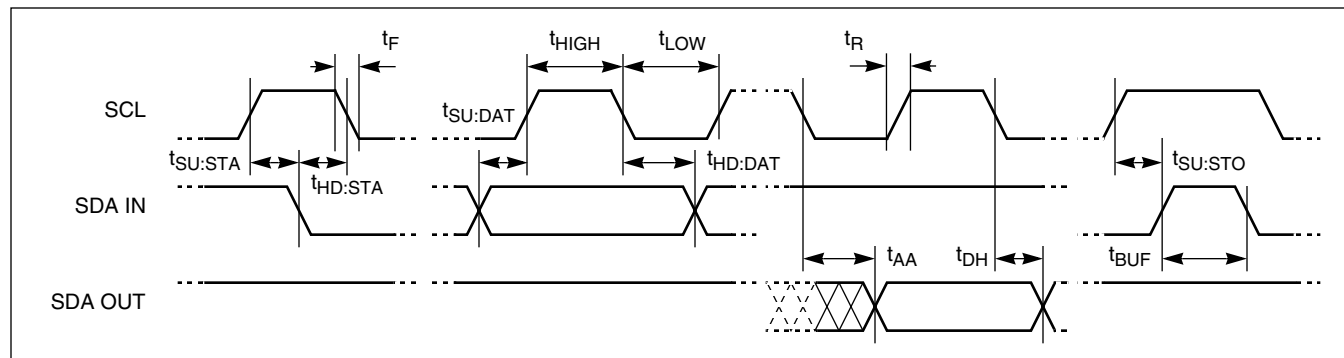 tF
tHIGH
tLOW
tR
SCL
tSU:DAT
tSU:STA
tHD:STA
tHD:DAT
tSU:STO
SDA IN
tAA
tDH
tBUF
SDA OUT